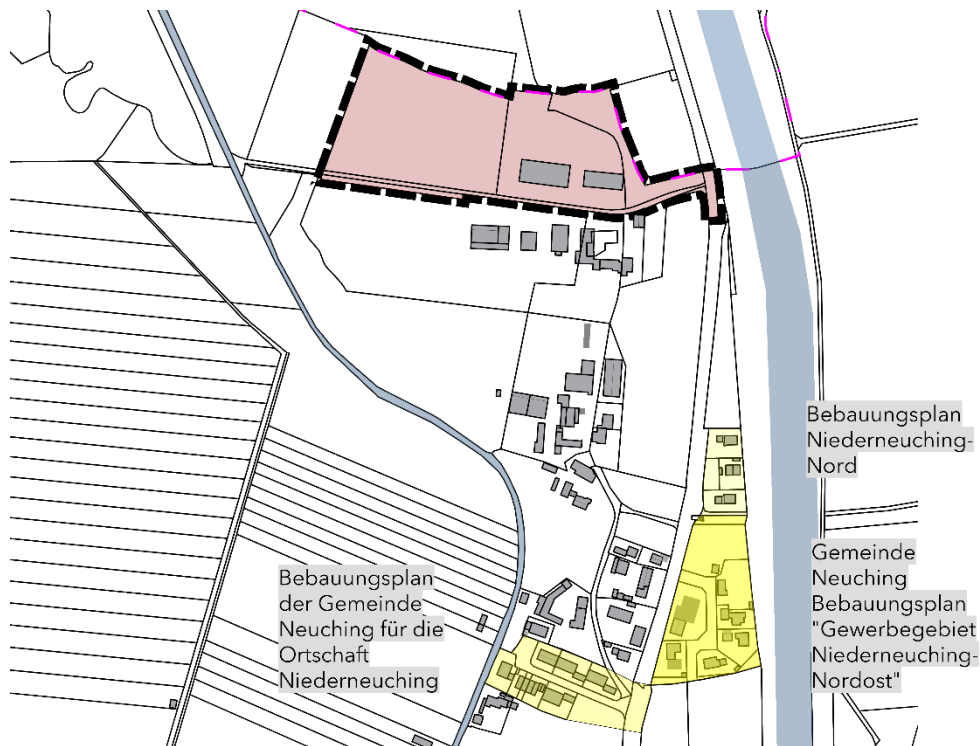 Bebauungsplan
Niederneuching-
Nord
Gemeinde
Neuching
Bebauungsplan
"Gewerbegebiet
Niederneuching-
Nordost"
Bebauungsplan
der Gemeinde
Neuching für die
Ortschaft
Niederneuching